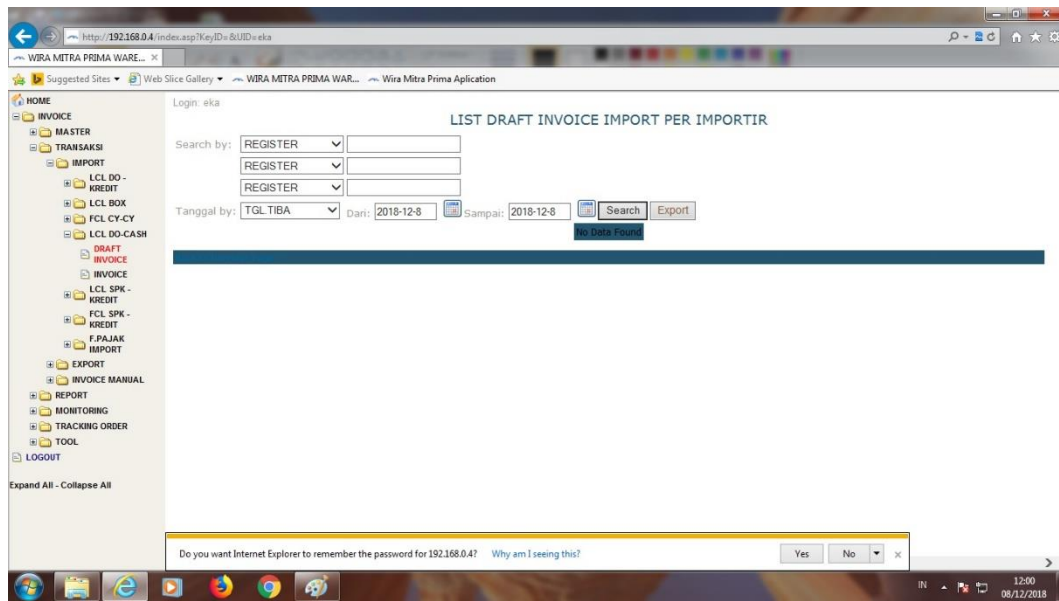 http://192.168.0.4/index.asp?KeyID=&UID=eka
WIRA MITRA PRIMA WARE...
Suggested Sites
Web Slice Gallery
WIRA MITRA PRIMA WAR...
Wira Mitra Prima Aplication
HOME
INVOICE
MASTER
TRANSAKSI
IMPORT
LCL DO -
KREDIT
LCL BOX
FCL CY-CY
LCL DO-CASH
DRAFT
INVOICE
INVOICE
LCL SPK -
KREDIT
FCL SPK -
KREDIT
F.PAJAK
IMPORT
EXPORT
INVOICE MANUAL
REPORT
MONITORING
TRACKING ORDER
TOOL
LOGOUT
Expand All - Collapse All
Login: eka
LIST DRAFT INVOICE IMPORT PER IMPORTIR
Search by: REGISTER
REGISTER
REGISTER
Tanggal by: TGL.TIBA Dari: 2018-12-8 Sampai: 2018-12-8 Search Export
No Data Found
Do you want Internet Explorer to remember the password for 192.168.0.4? Why am I seeing this? Yes No
IN 12:00
08/12/2018